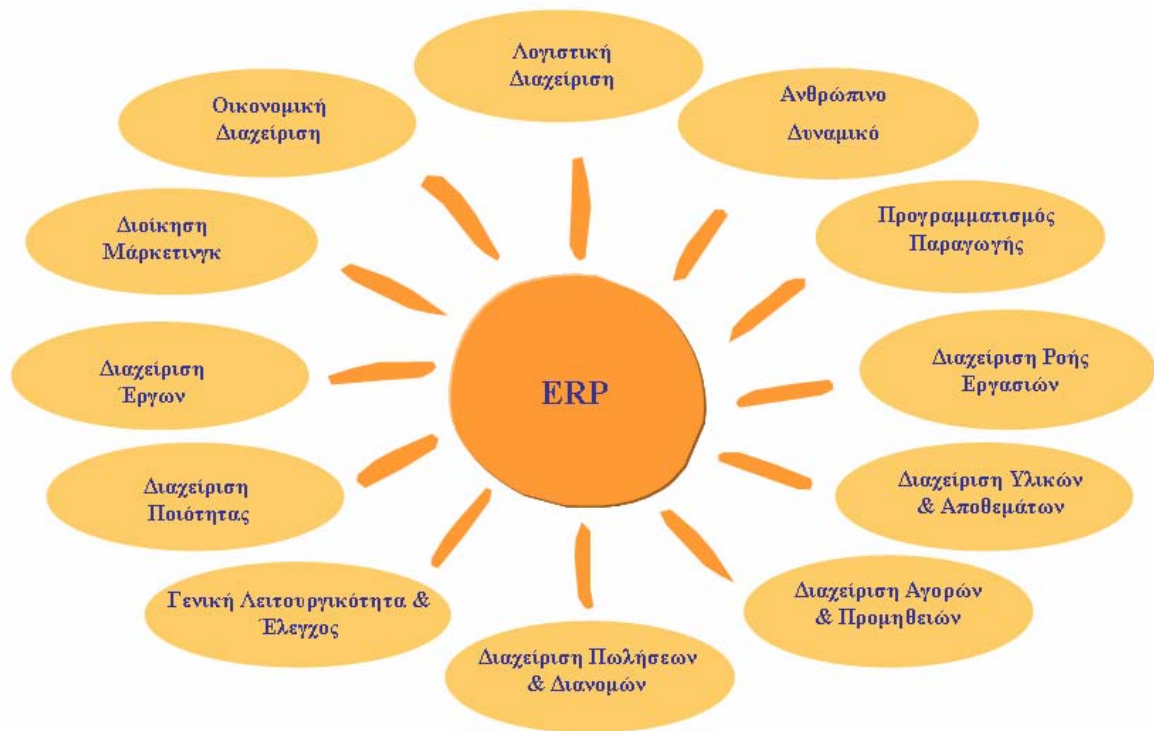 Λογιστική
Διαχείριση
Ανθρώπινο
Δυναμικό
Οικονομική
Διαχείριση
Προγραμματισμός
Παραγωγής
Διοίκηση
Μάρκετινγκ
Διαχείριση Ροής
Εργασιών
Διαχείριση
Έργων
ERP
Διαχείριση Υλικών
& Αποθεμάτων
Διαχείριση
Ποιότητας
Διαχείριση Αγορών
& Προμηθειών
Γενική Λειτουργικότητα &
Έλεγχος
Διαχείριση Πωλήσεων
& Διανομών